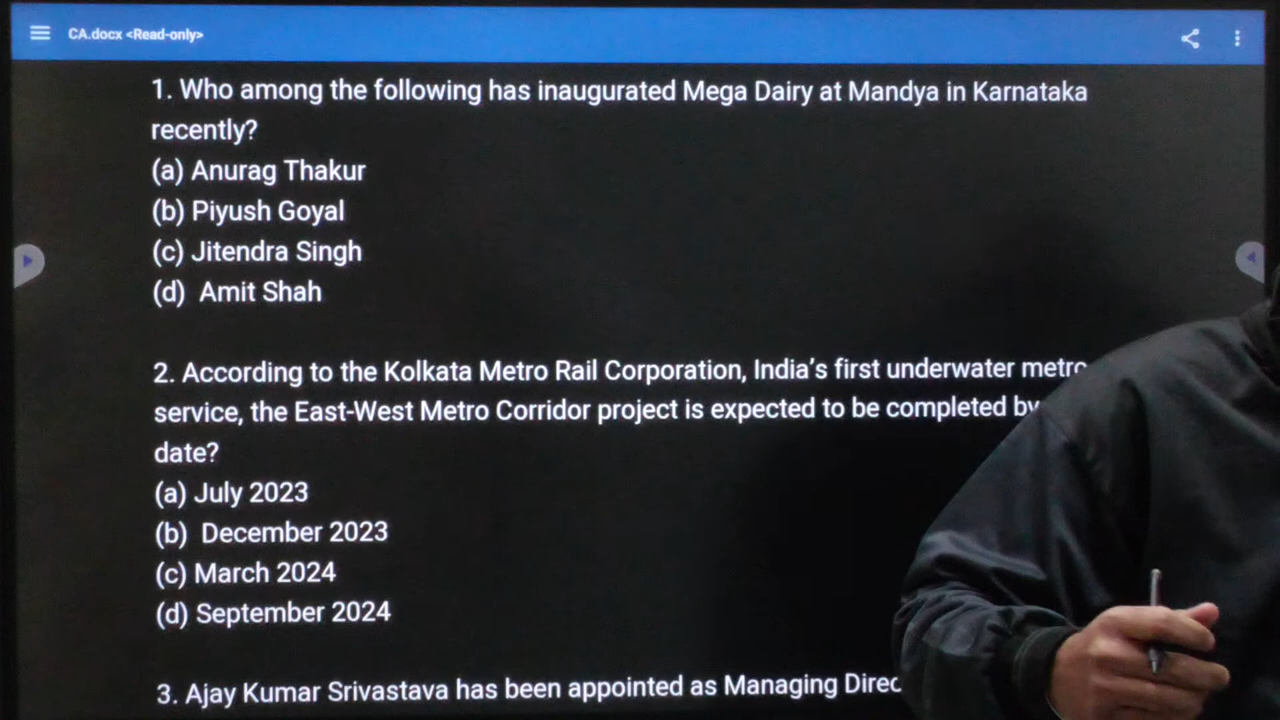 CA.docx <Read-only>
1. Who among the following has inaugurated Mega Dairy at Mandya in Karnataka
recently?
(a) Anurag Thakur
(b) Piyush Goyal
(c) Jitendra Singh
(d) Amit Shah
2. According to the Kolkata Metro Rail Corporation, India's first underwater metro
service, the East-West Metro Corridor project is expected to be completed by
date?
(a) July 2023
(b) December 2023
(c) March 2024
(d) September 2024
3. Ajay Kumar Srivastava has been appointed as Managing Direc